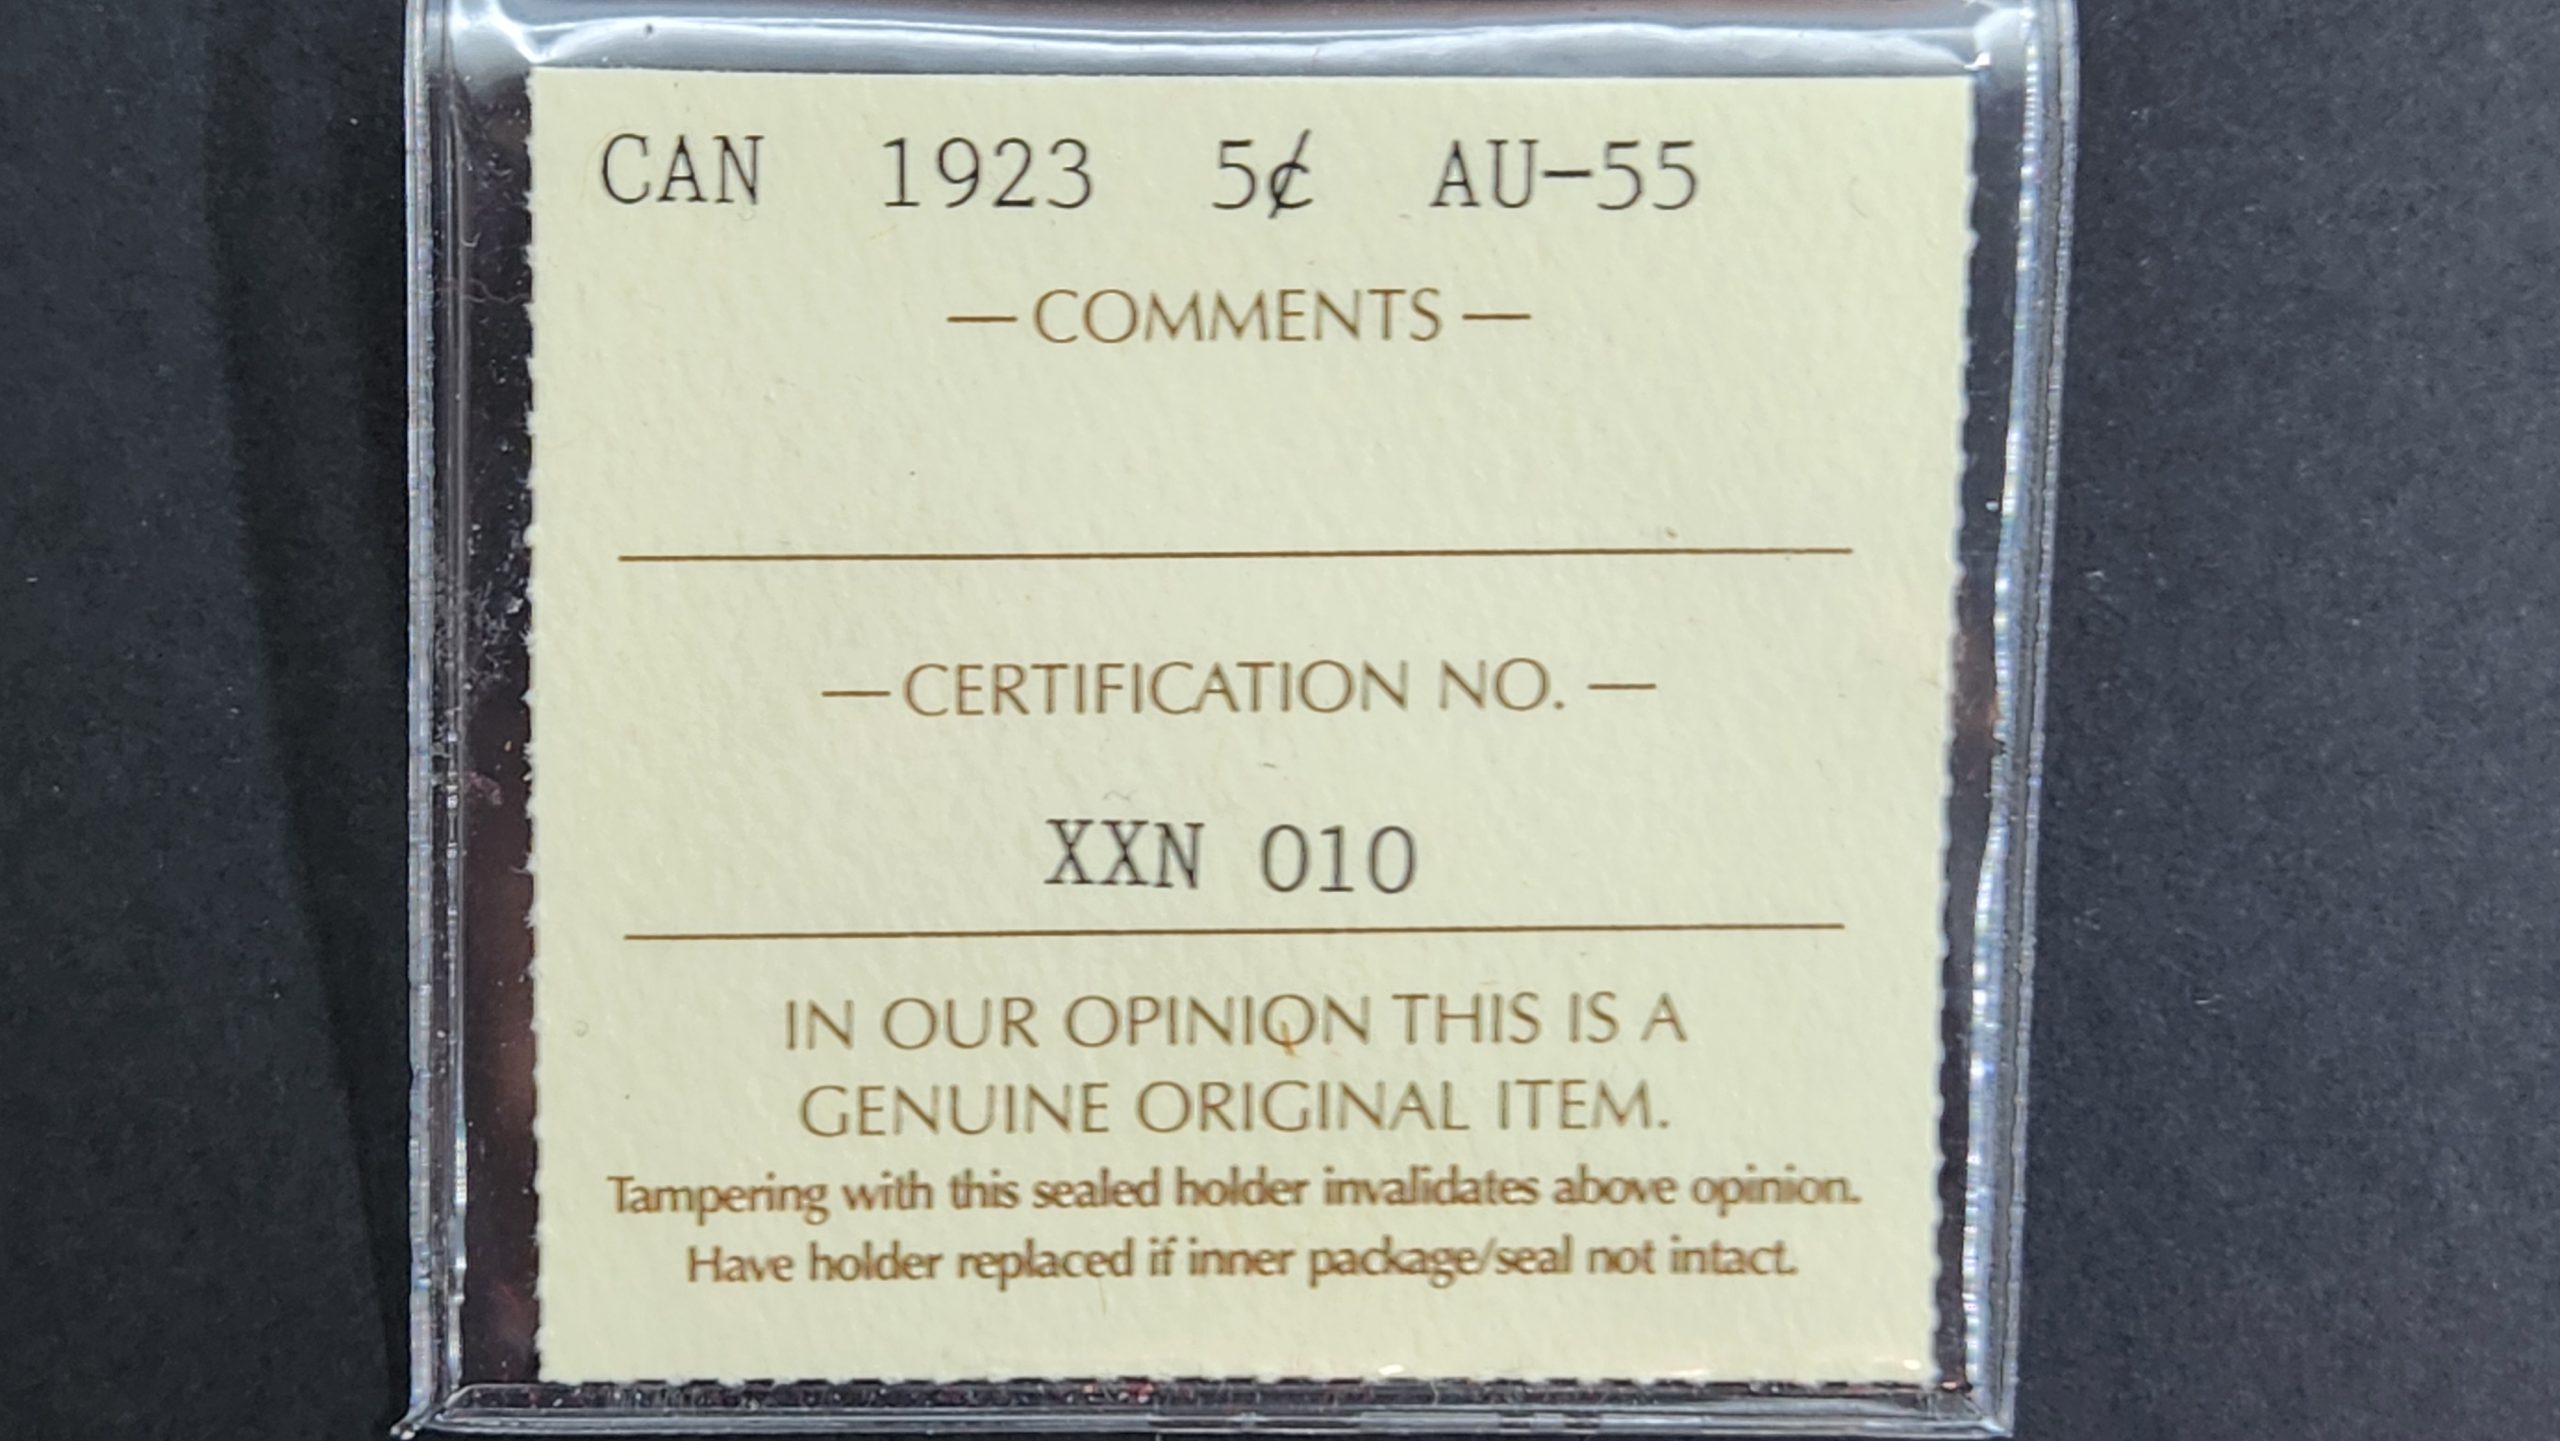 CAN 1923 5¢ AU-55
— COMMENTS —
— CERTIFICATION NO. —
XXN 010
IN OUR OPINION THIS IS A
GENUINE ORIGINAL ITEM.
Tampering with this sealed holder invalidates above opinion.
Have holder replaced if inner package/seal not intact.